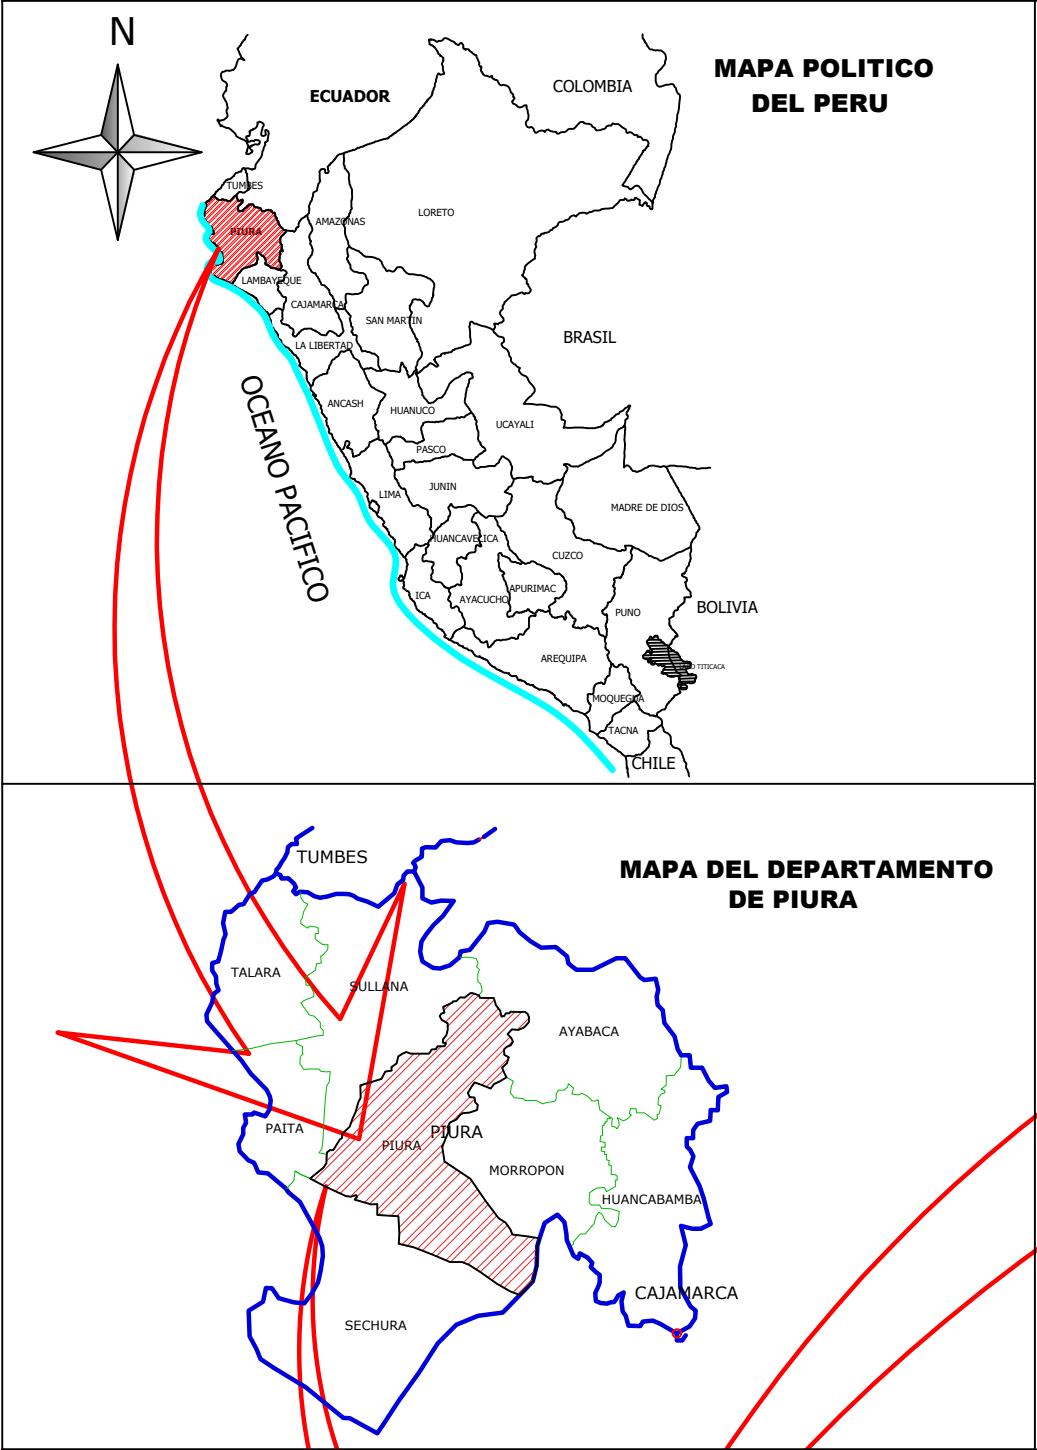 N
MAPA POLITICO
DEL PERU
COLOMBIA
ECUADOR
TUMBES
LORETO
AMAZONAS
PIURA
LAMBAYEQUE
CAJAMARCA
SAN MARTIN
BRASIL
LA LIBERTAD
ANCASH
HUANUCO
UCAYALI
OCEANO PACIFICO
PASCO
JUNIN
LIMA
MADRE DE DIOS
HUANCAVELICA
CUZCO
APURIMAC
ICA
AYACUCHO
PUNO
BOLIVIA
AREQUIPA
TITICACA
MOQUEGUA
TACNA
CHILE
TUMBES
MAPA DEL DEPARTAMENTO
DE PIURA
TALARA
SULLANA
AYABACA
PAITA
PIURA
PIURA
MORROPON
HUANCABAMBA
CAJAMARCA
SECHURA